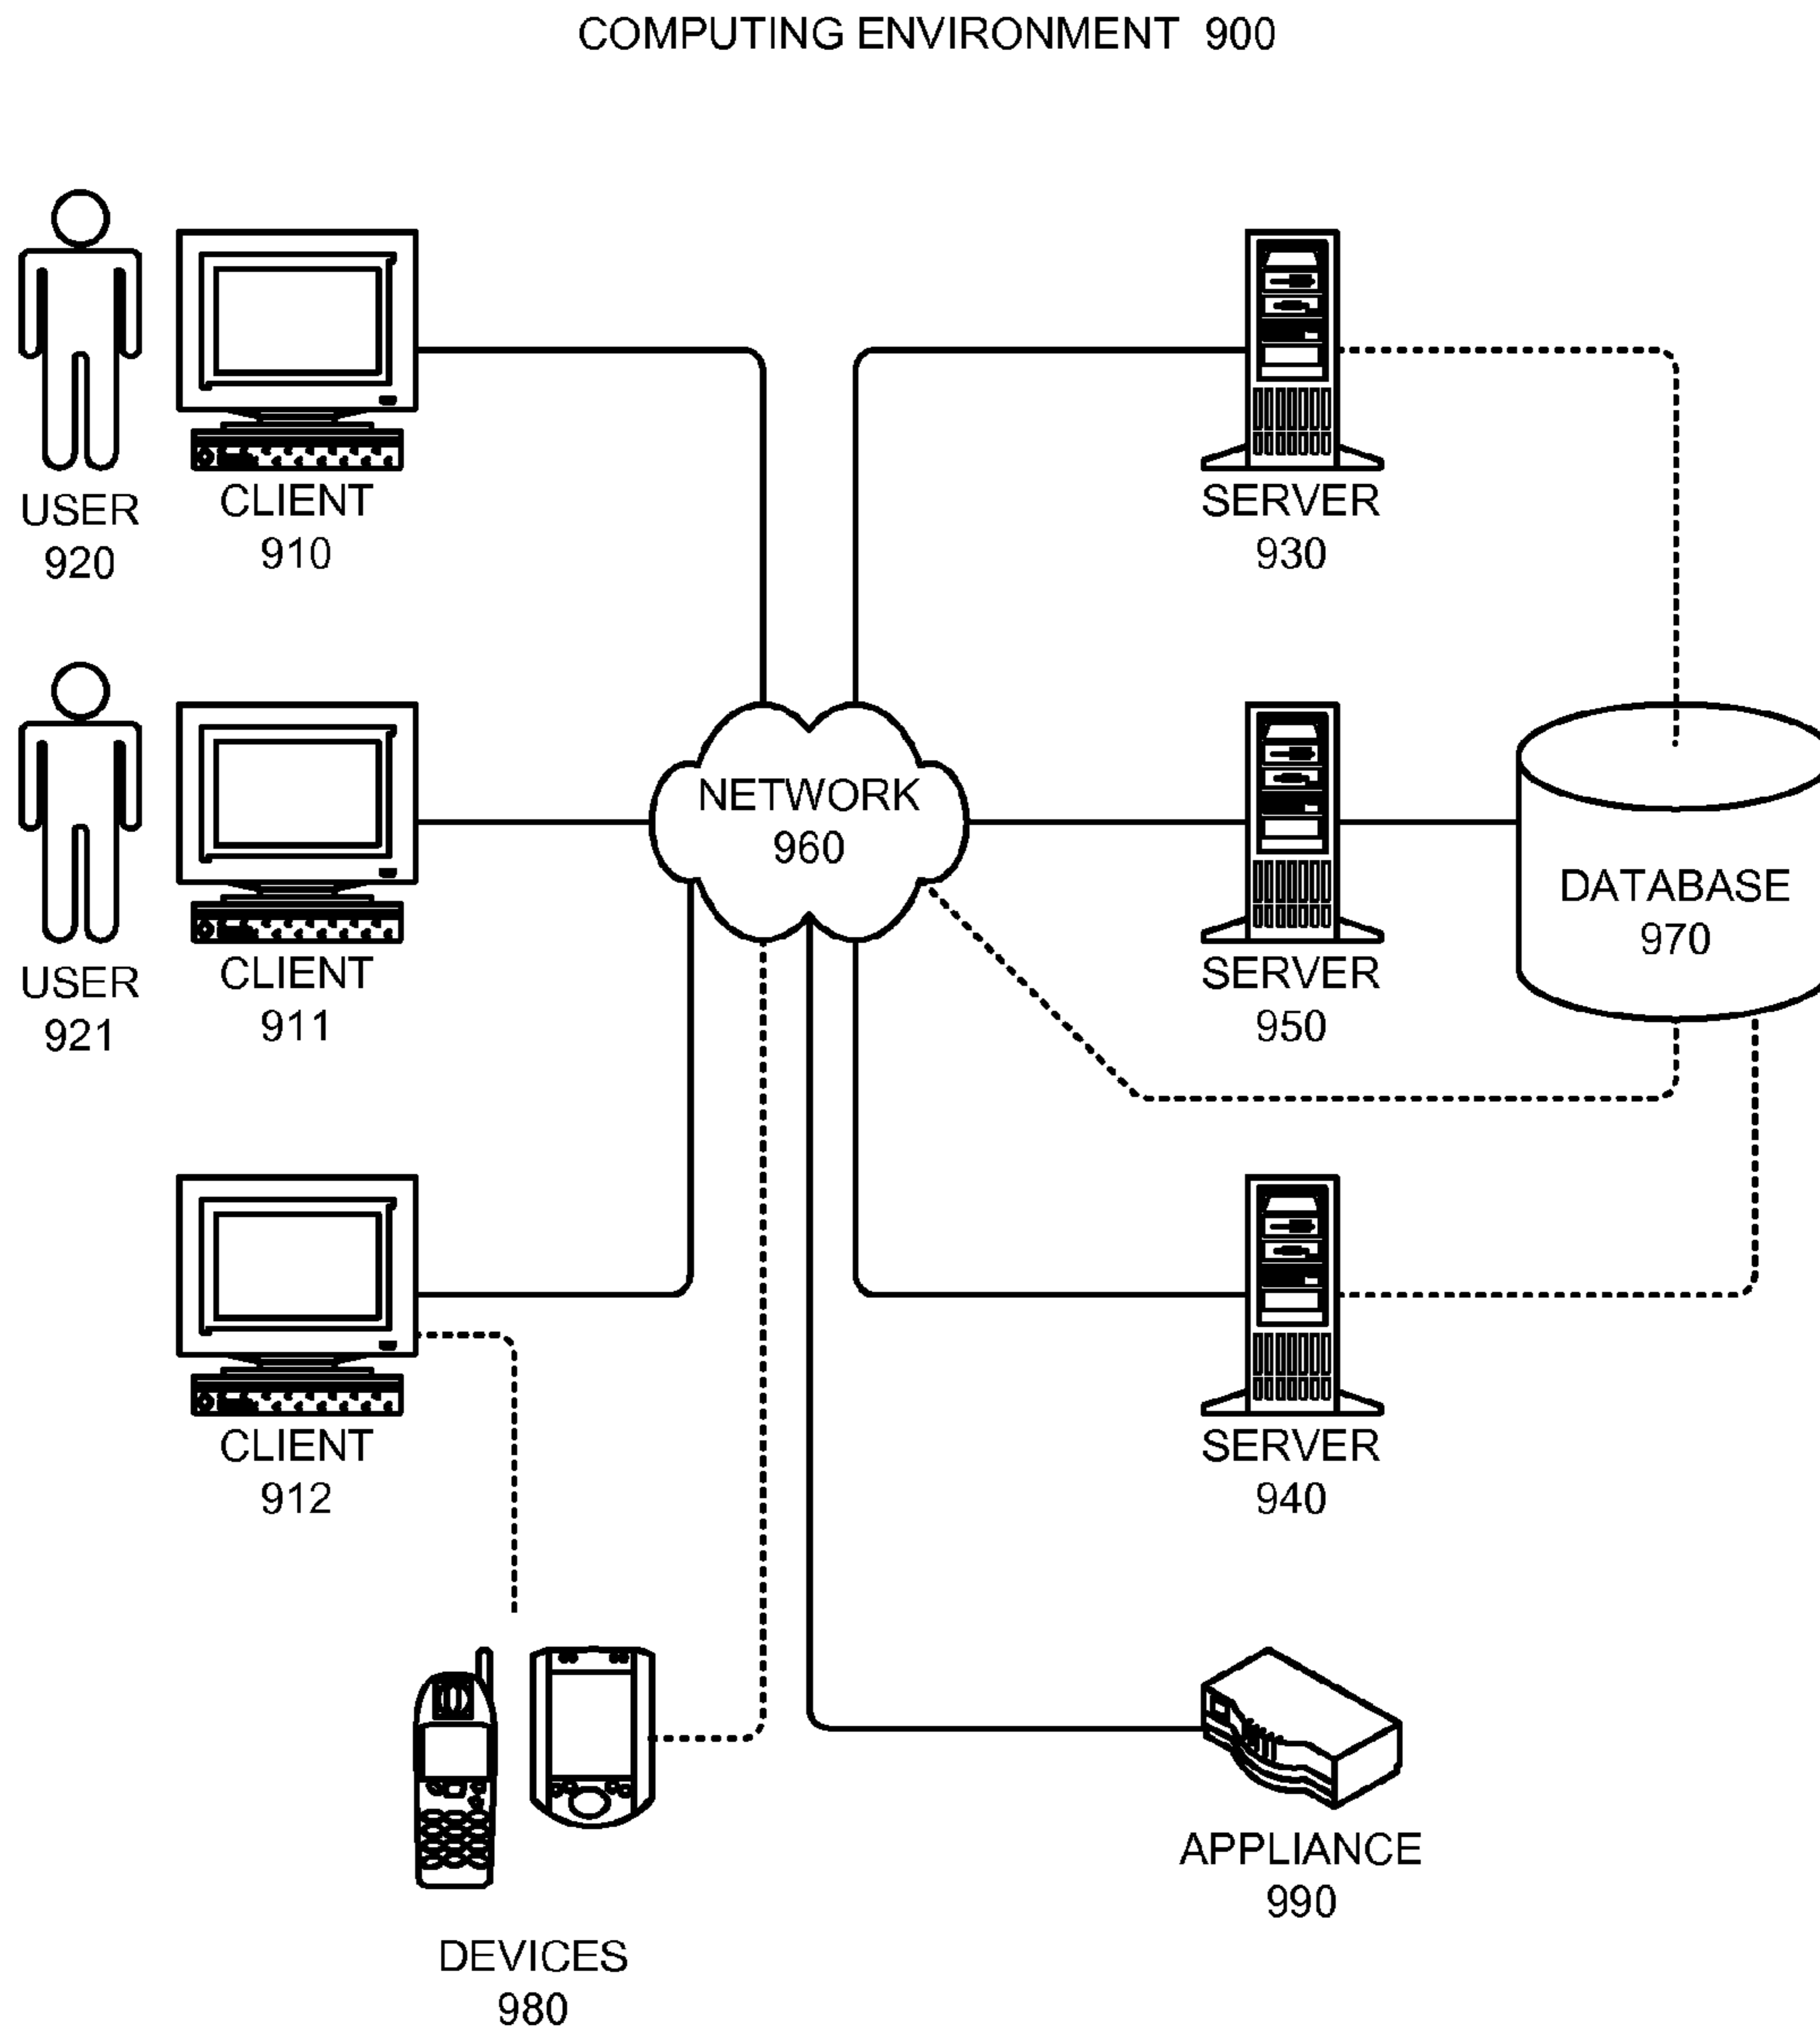 COMPUTING ENVIRONMENT 900
USER
920
CLIENT
910
SERVER
930
USER
921
CLIENT
911
NETWORK
960
SERVER
950
DATABASE
970
CLIENT
912
SERVER
940
DEVICES
980
APPLIANCE
990